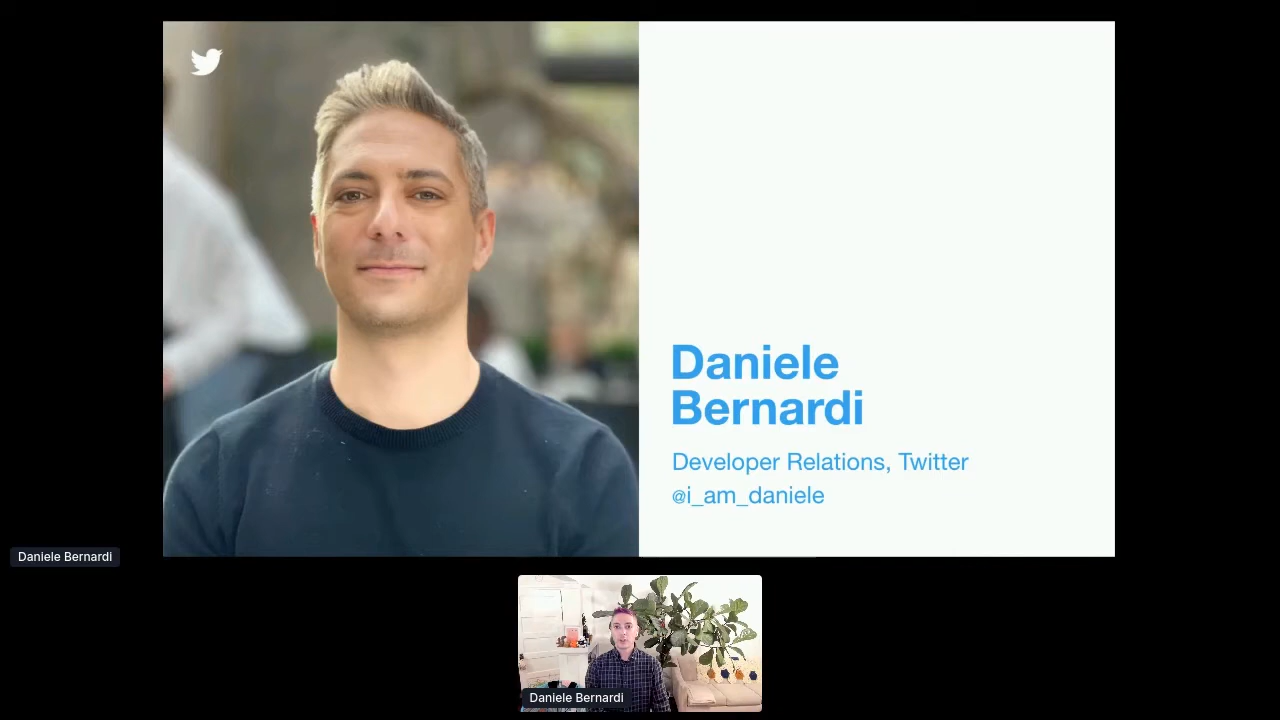 Daniele
Bernardi
Developer Relations, Twitter
@i_am_daniele
Daniele Bernardi
Daniele Bernardi